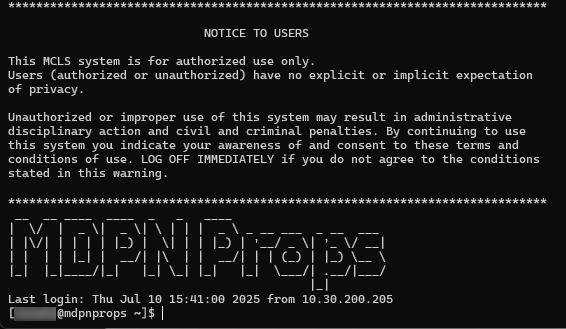 ******************************************************************************
NOTICE TO USERS
This MCLS system is for authorized use only.
Users (authorized or unauthorized) have no explicit or implicit expectation
of privacy.
Unauthorized or improper use of this system may result in administrative
disciplinary action and civil and criminal penalties. By continuing to use
this system you indicate your awareness of and consent to these terms and
conditions of use. LOG OFF IMMEDIATELY if you do not agree to the conditions
stated in this warning.
******************************************************************************
MDPNProps
Last login: Thu Jul 10 15:41:00 2025 from 10.30.200.205
[@mdpnprops ~]$